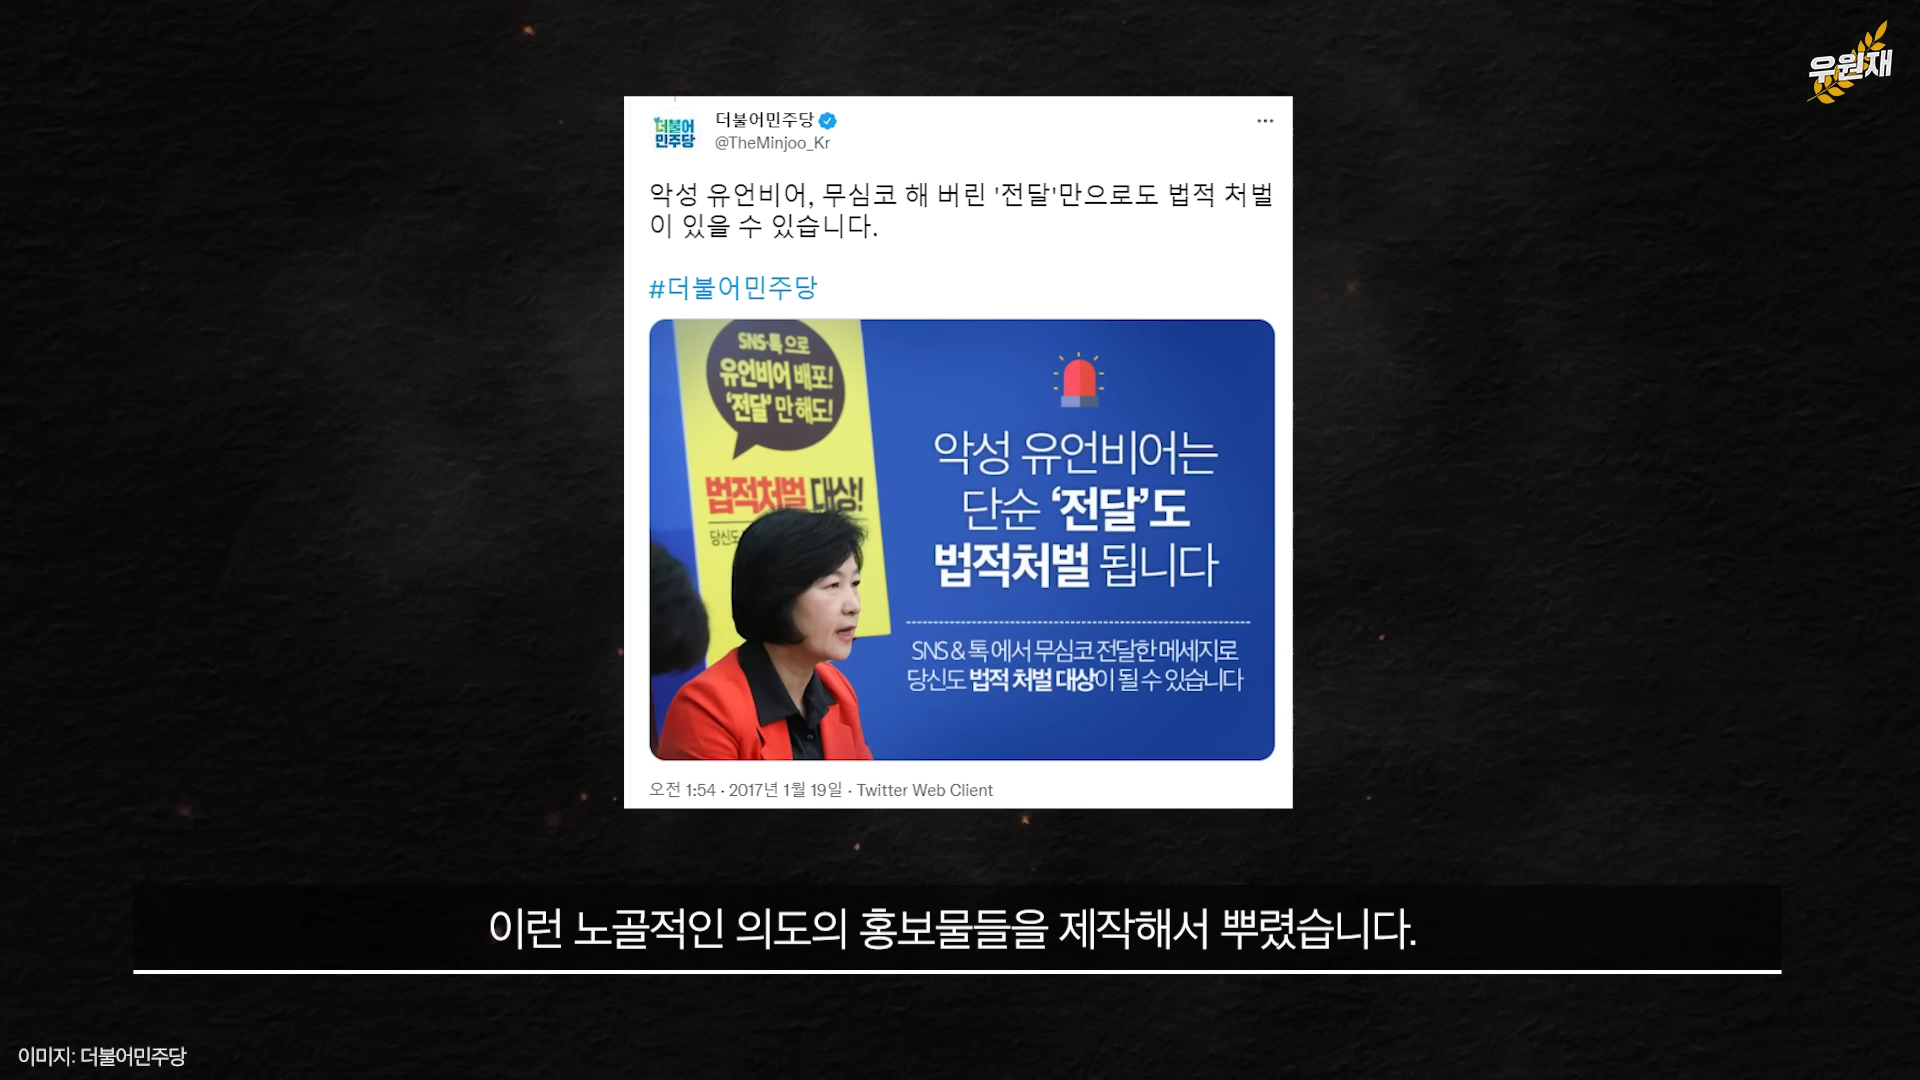 우원재
더불어민주당
@TheMinjoo_Kr
더불어
민주당
악성 유언비어, 무심코 해 버린 '전달'만으로도 법적 처벌
이 있을 수 있습니다.
#더불어민주당
SNS·톡으로
유언비어 배포!
'전달'만 해도!
법적처벌 대상!
당신도
악성 유언비어는
단순 '전달'도
법적처벌 됩니다
SNS & 톡에서 무심코 전달한 메세지로
당신도 법적 처벌 대상이 될 수 있습니다
오전 1:54 · 2017년 1월 19일 · Twitter Web Client
이런 노골적인 의도의 홍보물들을 제작해서 뿌렸습니다.
이미지: 더불어민주당